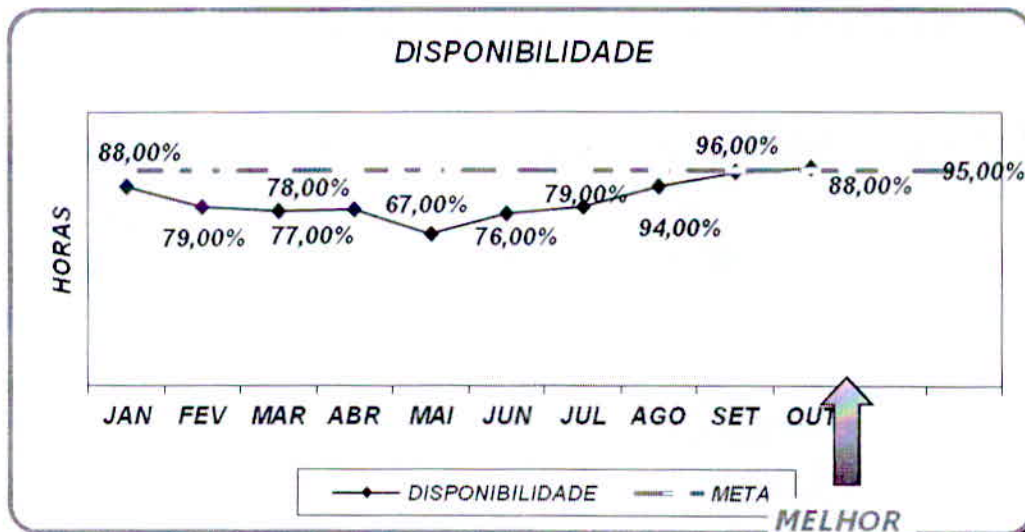 DISPONIBILIDADE
HORAS
88,00%
79,00%
78,00%
77,00%
67,00%
76,00%
79,00%
94,00%
96,00%
88,00%
95,00%
JAN FEV MAR ABR MAI JUN JUL AGO SET OUT
DISPONIBILIDADE META
MELHOR